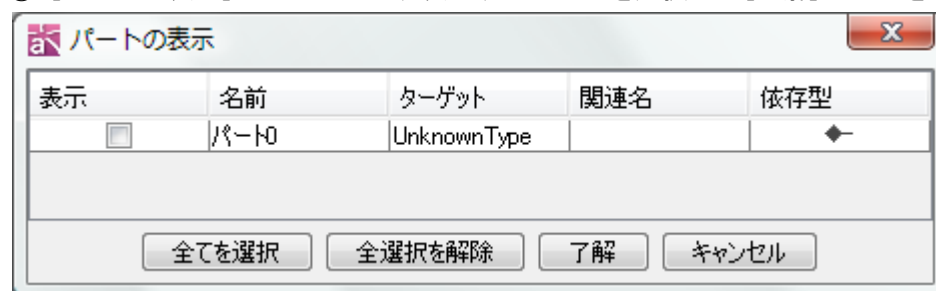 パートの表示
表示 名前 ターゲット 関連名 依存型
パート0 UnknownType
全てを選択 全選択を解除 了解 キャンセル